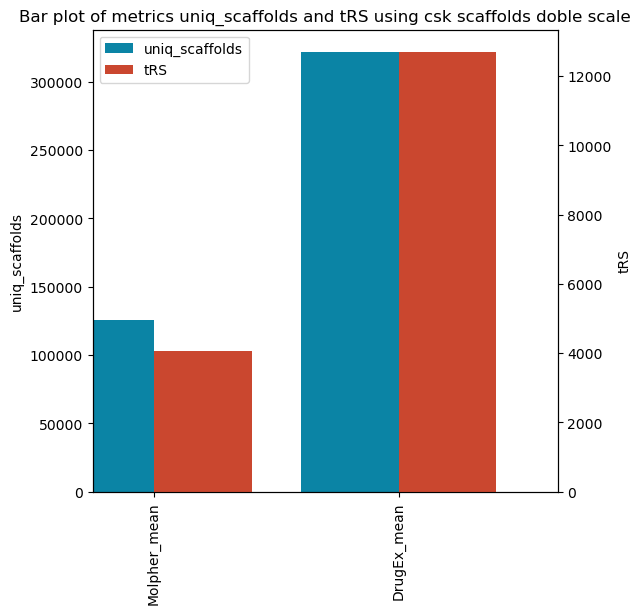 Bar plot of metrics uniq_scaffolds and tRS using csk scaffolds doble scale
uniq_scaffolds
tRS
300000
250000
200000
150000
100000
50000
0
uniq_scaffolds
12000
10000
8000
6000
4000
2000
0
tRS
Molpher_mean
DrugEx_mean